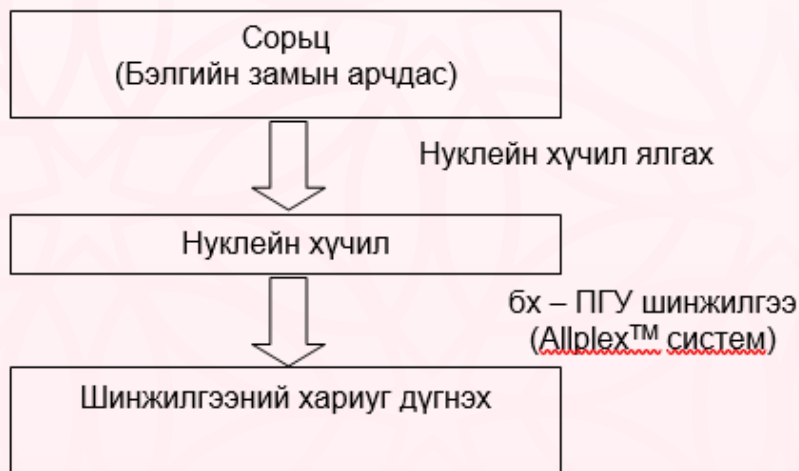 Сорьц
(Бэлгийн замын арчдас)
Нуклейн хүчил ялгах
Нуклейн хүчил
бх – ПГУ шинжилгээ
(Allplex™ систем)
Шинжилгээний хариуг дүгнэх